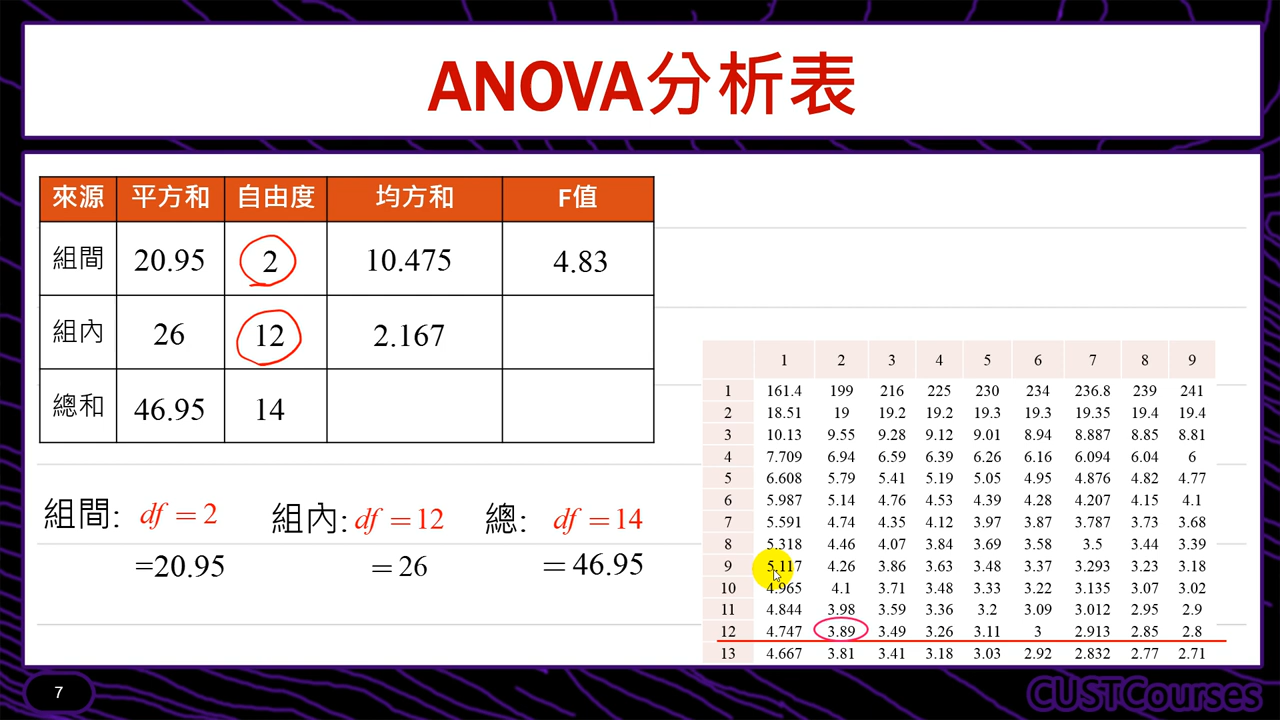 ANOVA分析表
來源 平方和 自由度 均方和 F值
組間 20.95 2 10.475 4.83
組內 26 12 2.167
總和 46.95 14
組間: df = 2 組內: df = 12 總: df = 14
=20.95 = 26 = 46.95
1 2 3 4 5 6 7 8 9
1 161.4 199 216 225 230 234 236.8 239 241
2 18.51 19 19.2 19.2 19.3 19.3 19.35 19.4 19.4
3 10.13 9.55 9.28 9.12 9.01 8.94 8.887 8.85 8.81
4 7.709 6.94 6.59 6.39 6.26 6.16 6.094 6.04 6
5 6.608 5.79 5.41 5.19 5.05 4.95 4.876 4.82 4.77
6 5.987 5.14 4.76 4.53 4.39 4.28 4.207 4.15 4.1
7 5.591 4.74 4.35 4.12 3.97 3.87 3.787 3.73 3.68
8 5.318 4.46 4.07 3.84 3.69 3.58 3.5 3.44 3.39
9 5.117 4.26 3.86 3.63 3.48 3.37 3.293 3.23 3.18
10 4.965 4.1 3.71 3.48 3.33 3.22 3.135 3.07 3.02
11 4.844 3.98 3.59 3.36 3.2 3.09 3.012 2.95 2.9
12 4.747 3.89 3.49 3.26 3.11 3 2.913 2.85 2.8
13 4.667 3.81 3.41 3.18 3.03 2.92 2.832 2.77 2.71
7
CUSTCourses